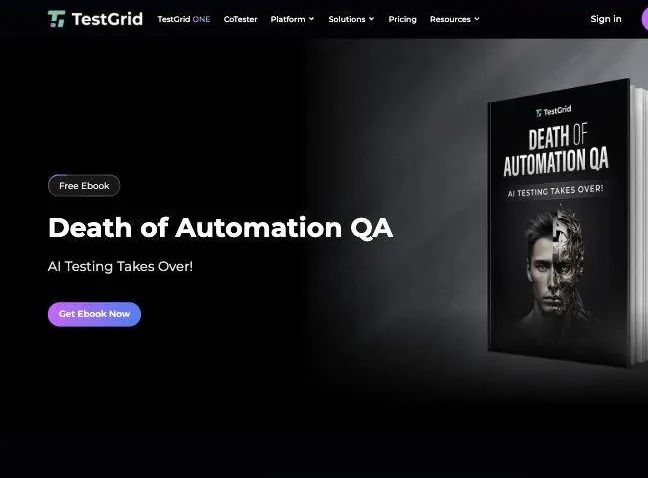 TestGrid
TestGrid ONE
CoTester
Platform
Solutions
Pricing
Resources
Sign in
Free Ebook
Death of Automation QA
AI Testing Takes Over!
Get Ebook Now
TestGrid
DEATH OF
AUTOMATION QA
AI TESTING TAKES OVER!